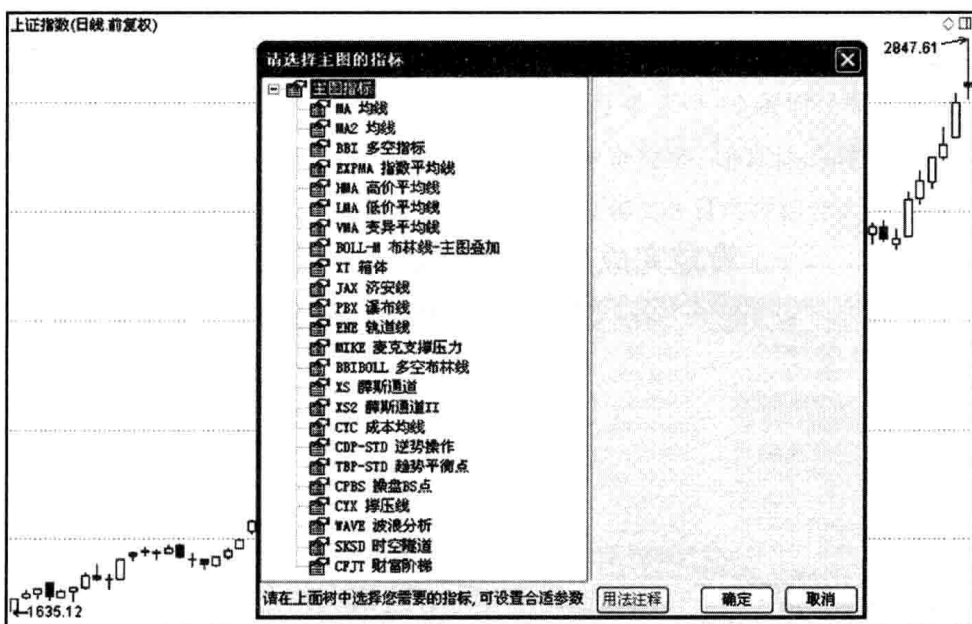 上证指数(日线.前复权)
2847.61
请选择主图的指标
主图指标
MA 均线
MA2 均线
BBI 多空指标
EXPMA 指数平均线
HMA 高价平均线
LMA 低价平均线
VMA 变异平均线
BOLL-M 布林线-主图叠加
XT 箱体
JAX 济安线
PBX 瀑布线
ENE 轨道线
MIKE 麦克支撑压力
BBIBOLL 多空布林线
XS 薛斯通道
XS2 薛斯通道II
CYC 成本均线
CDP-STD 逆势操作
TBP-STD 趋势平衡点
CPBS 操盘BS点
CYX 撑压线
WAVE 波浪分析
SKSD 时空隧道
CFJT 财富阶梯
请在上面树中选择您需要的指标,可设置合适参数 用法注释 确定 取消
1635.12